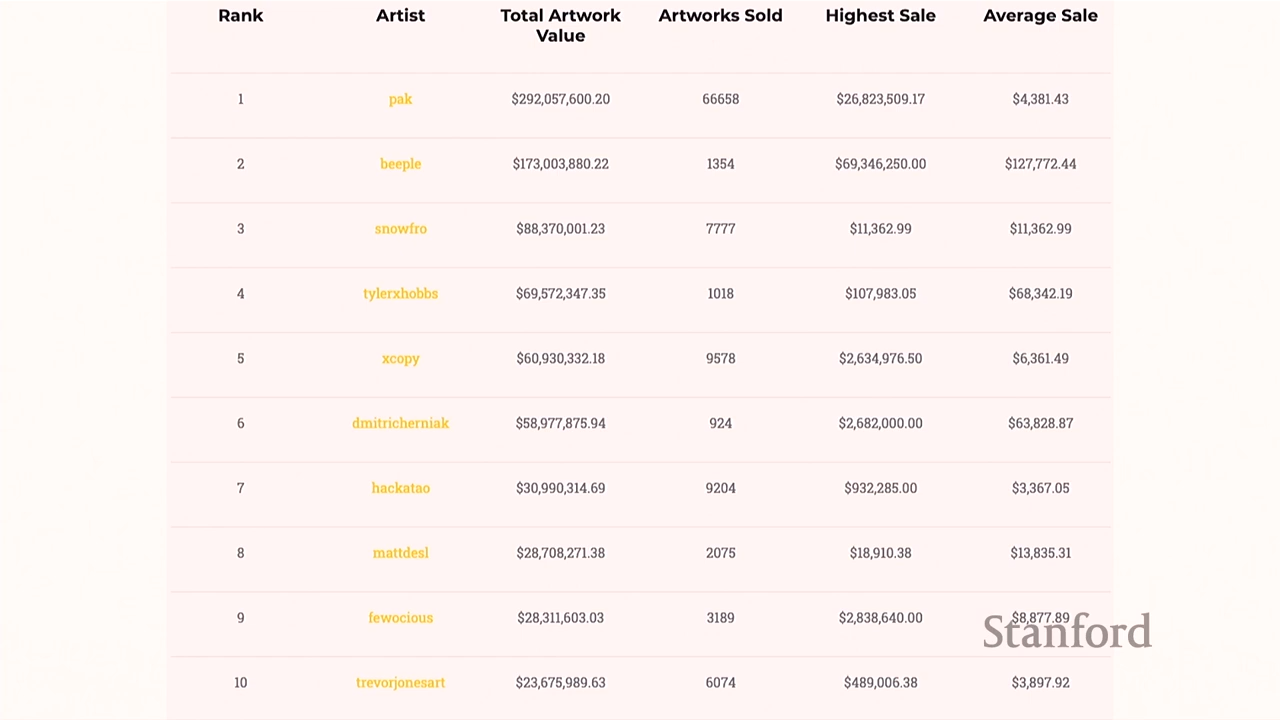 Rank Artist Total Artwork Value Artworks Sold Highest Sale Average Sale
1 pak $292,057,600.20 66658 $26,823,509.17 $4,381.43
2 beeple $173,003,880.22 1354 $69,346,250.00 $127,772.44
3 snowfro $88,370,001.23 7777 $11,362.99 $11,362.99
4 tylerxhobbs $69,572,347.35 1018 $107,983.05 $68,342.19
5 xcopy $60,930,332.18 9578 $2,634,976.50 $6,361.49
6 dmitricherniak $58,977,875.94 924 $2,682,000.00 $63,828.87
7 hackatao $30,990,314.69 9204 $932,285.00 $3,367.05
8 mattdesl $28,708,271.38 2075 $18,910.38 $13,835.31
9 fewocious $28,311,603.03 3189 $2,838,640.00 $8,877.89
Stanford
10 trevorjonesart $23,675,989.63 6074 $489,006.38 $3,897.92